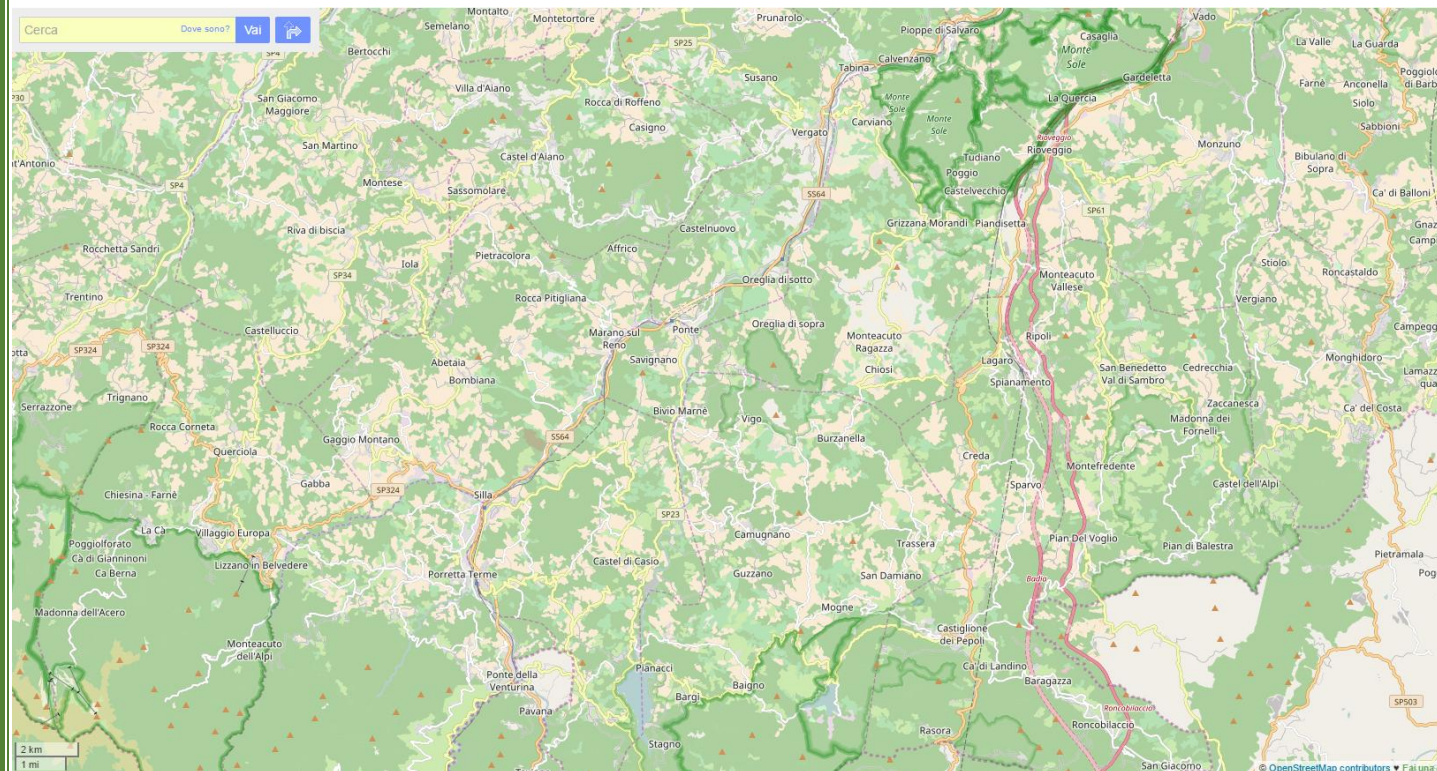 Cerca
Dove sono?
Vai
Montalto
Semelano
Montetortore
Prunarolo
Pioppe di Salvaro
Casaglia
Vado
La Valle
La Guarda
SP4
Bertocchi
SP25
Calvenzano
Tabina
Monte
Sole
Gardeletta
Susano
Villa d'Aiano
San Giacomo
Maggiore
Rocca di Roffeno
Monte
Sole
La Quercia
Farnè
Anconella
Siolo
Casigno
Carviano
Monte
Sole
Sabbioni
Vergato
Rioveggio
Rioveggio
San Martino
Monzuno
Castel d'Aiano
Tudiano
Poggio
Bibulano di
Sopra
SP4
Montese
Sassomolare
Castelvecchio
SS64
Ca' di Balloni
SP61
Grizzana Morandi
Piandisetta
Riva di biscia
Castelnuovo
Rocchetta Sandri
Affrico
Pietracolora
Iola
Stiolo
Roncastaldo
SP34
Oreglia di sotto
Monteacuto
Vallese
Trentino
Rocca Pitigliana
Vergiano
Castelluccio
Marano sul
Reno
Ponte
Oreglia di sopra
Monteacuto
Ragazza
Ripoli
SP324
SP324
Savignano
Lagaro
Monghidoro
Abetaia
Chiosi
San Benedetto
Val di Sambro
Cedrecchia
Bombiana
Spianamento
Trignano
Serrazzone
Zaccanesca
Ca' del Costa
Bivio Marnè
Vigo
Madonna dei
Fornelli
Rocca Corneta
Gaggio Montano
SS64
Burzanella
Querciola
Creda
Montefredente
Gabba
SP324
Sparvo
Castel dell'Alpi
Chiesina - Farnè
Silla
SP23
La Cà
Villaggio Europa
Camugnano
Trassera
Pian Del Voglio
Poggiolforato
Pian di Balestra
Pietramala
Cà di Gianninoni
Lizzano in Belvedere
Castel di Casio
Ca Berna
Porretta Terme
Guzzano
San Damiano
Badia
Madonna dell'Acero
Mogne
Castiglione
dei Pepoli
Monteacuto
dell'Alpi
Ponte della
Venturina
Pianacci
Ca' di Landino
Baragazza
Baigno
Bargi
Pavana
Roncobilaccio
SP503
Roncobilaccio
Rasora
Stagno
2 km
1 mi
San Giacomo
© OpenStreetMap contributors ♥ Fai una